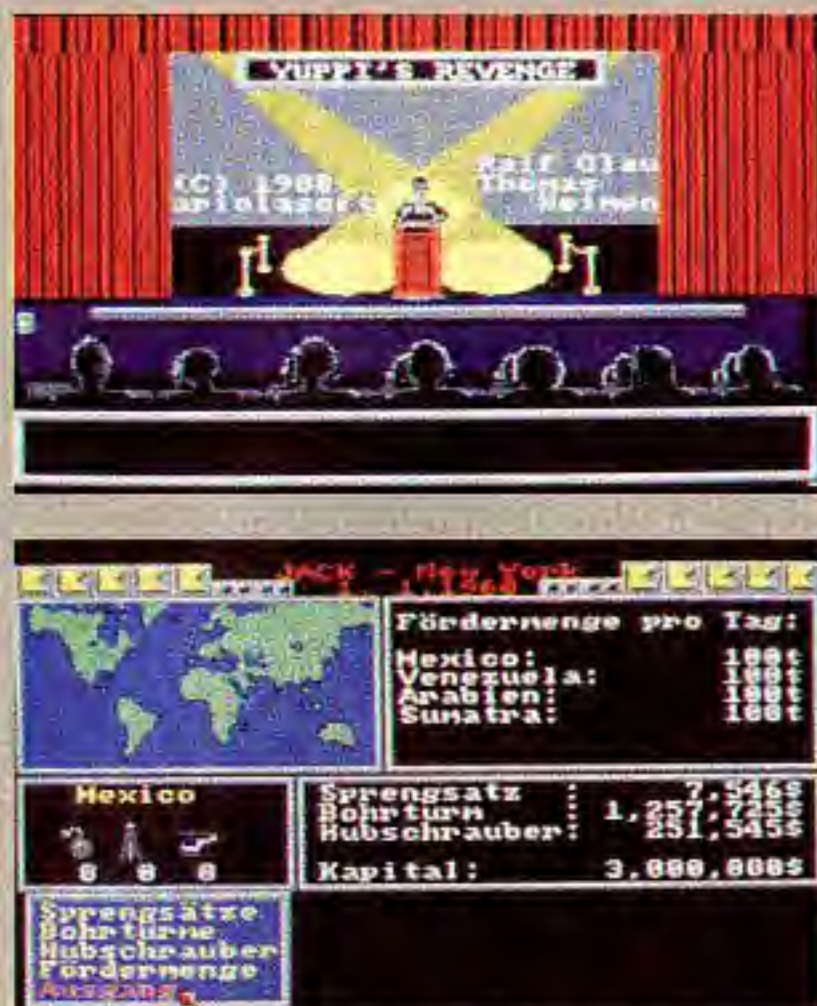 YUPPI'S REVENGE
(C) 1988
Ralf Glau
Thomas
ariolasoft
JACK - New York
Fördermenge pro Tag:
Mexico: 100t
Venezuela: 100t
Arabien: 100t
Sumatra: 100t
Mexico
0 0 0
Sprengsatz : 7,546$
Bohrturm : 1,257,725$
Hubschrauber: 251,545$
Kapital: 3,000,000$
Sprengsätze
Bohrtürme
Hubschrauber
Fördermenge
Ausgang